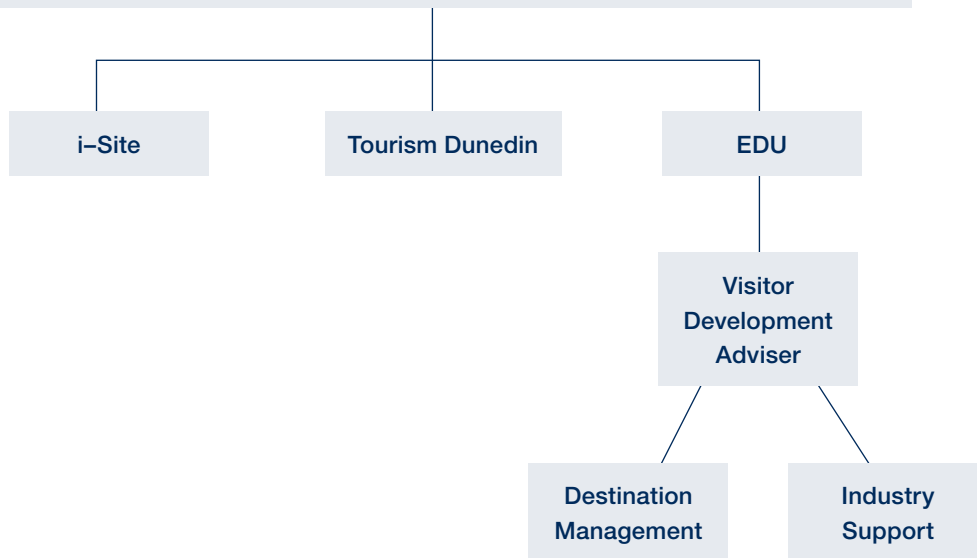 i–Site
Tourism Dunedin
EDU
Visitor
Development
Adviser
Destination
Management
Industry
Support